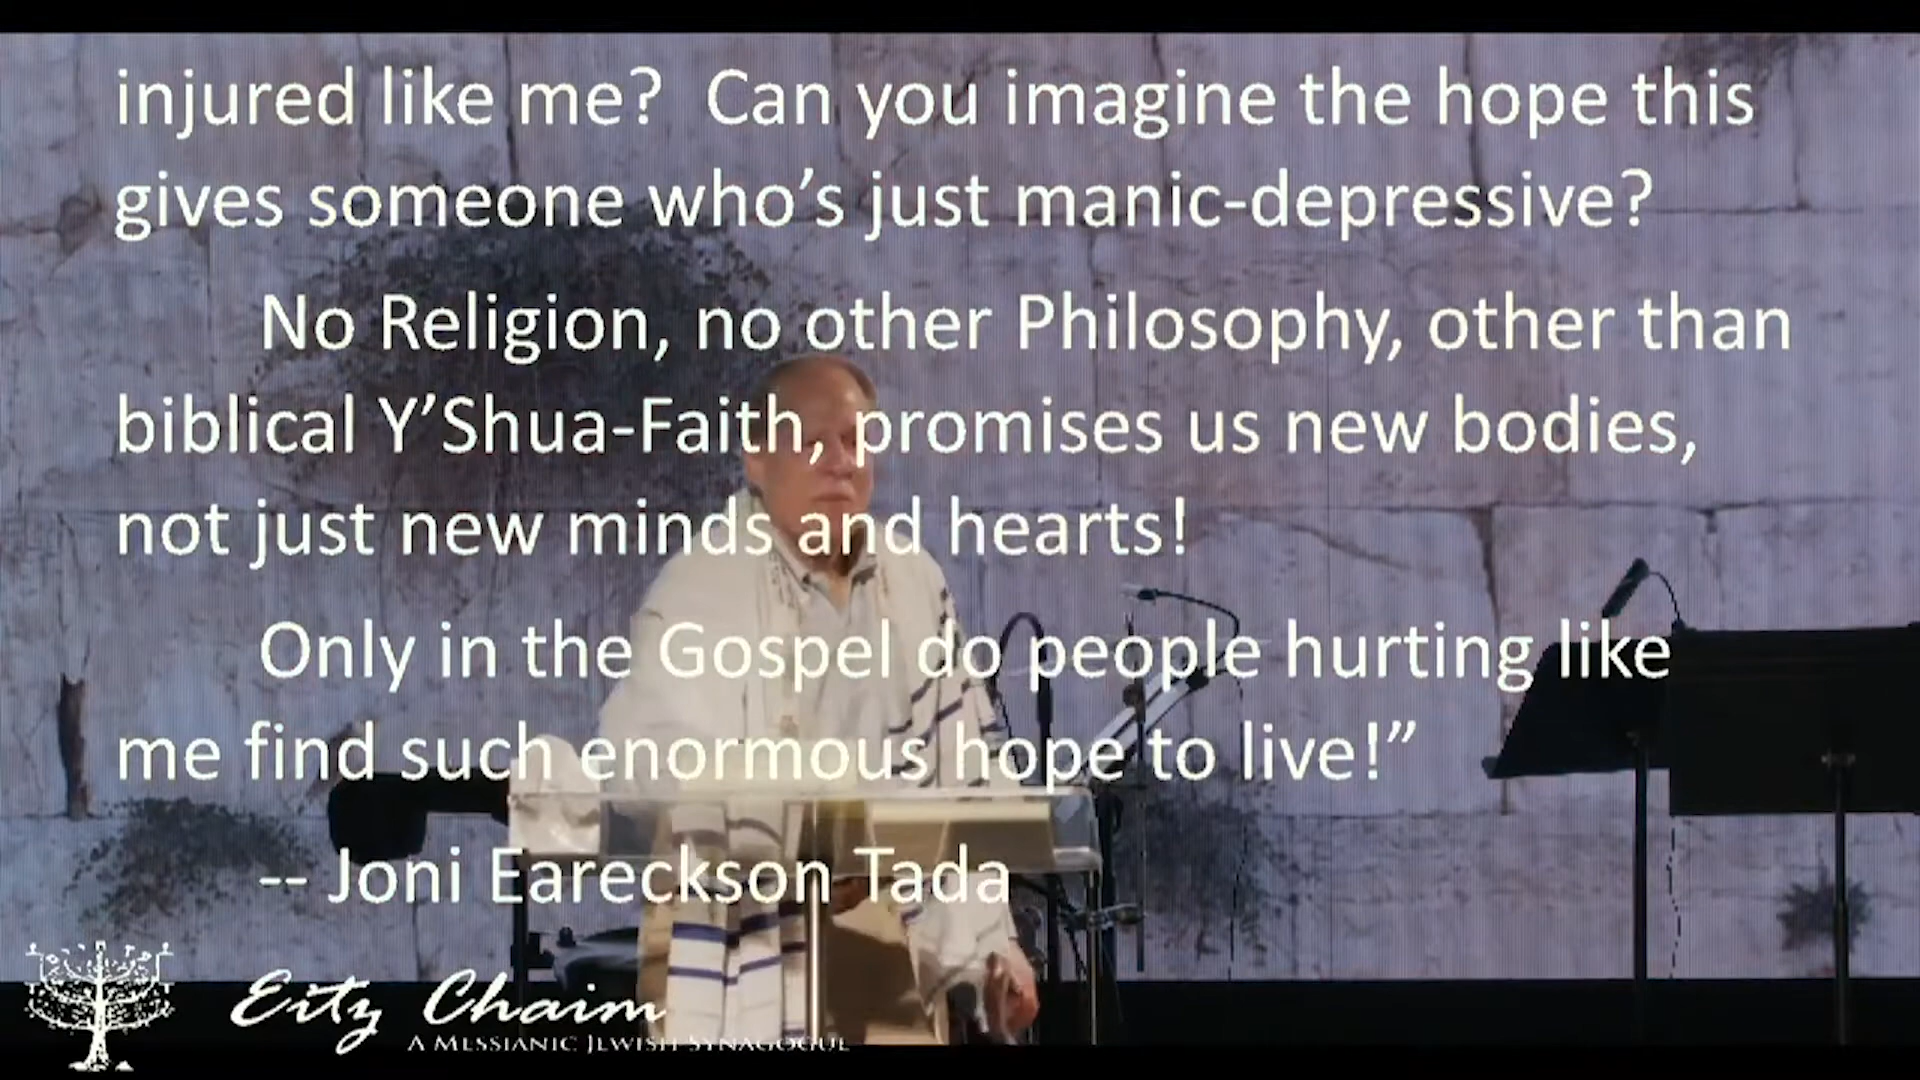 injured like me?  Can you imagine the hope this
gives someone who’s just manic-depressive?
No Religion, no other Philosophy, other than
biblical Y’Shua-Faith, promises us new bodies,
not just new minds and hearts!
Only in the Gospel do people hurting like
me find such enormous hope to live!”
-- Joni Eareckson Tada
Eitz Chaim
A MESSIANIC JEWISH SYNAGOGUE